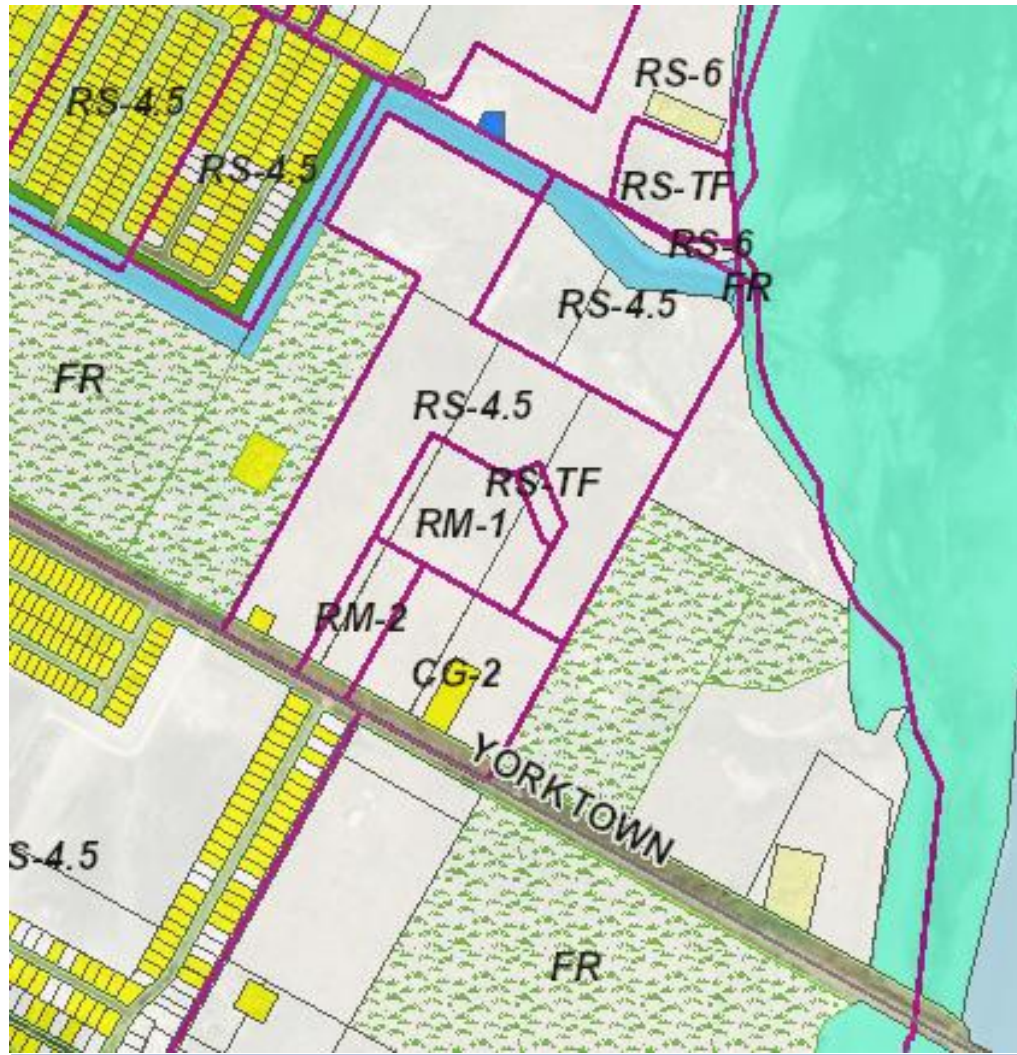 RS-6
RS-4.5
RS-4.5
RS-TF
RS-6
FR
RS-4.5
FR
RS-4.5
RS-TF
RM-1
RM-2
CG-2
YORKTOWN
S-4.5
FR